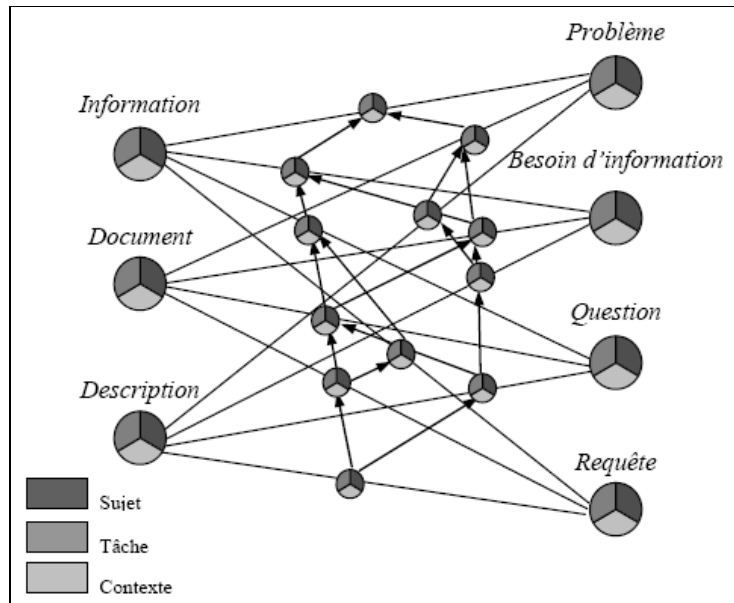 Problème
Information
Besoin d'information
Document
Question
Description
Requête
Sujet
Tâche
Contexte